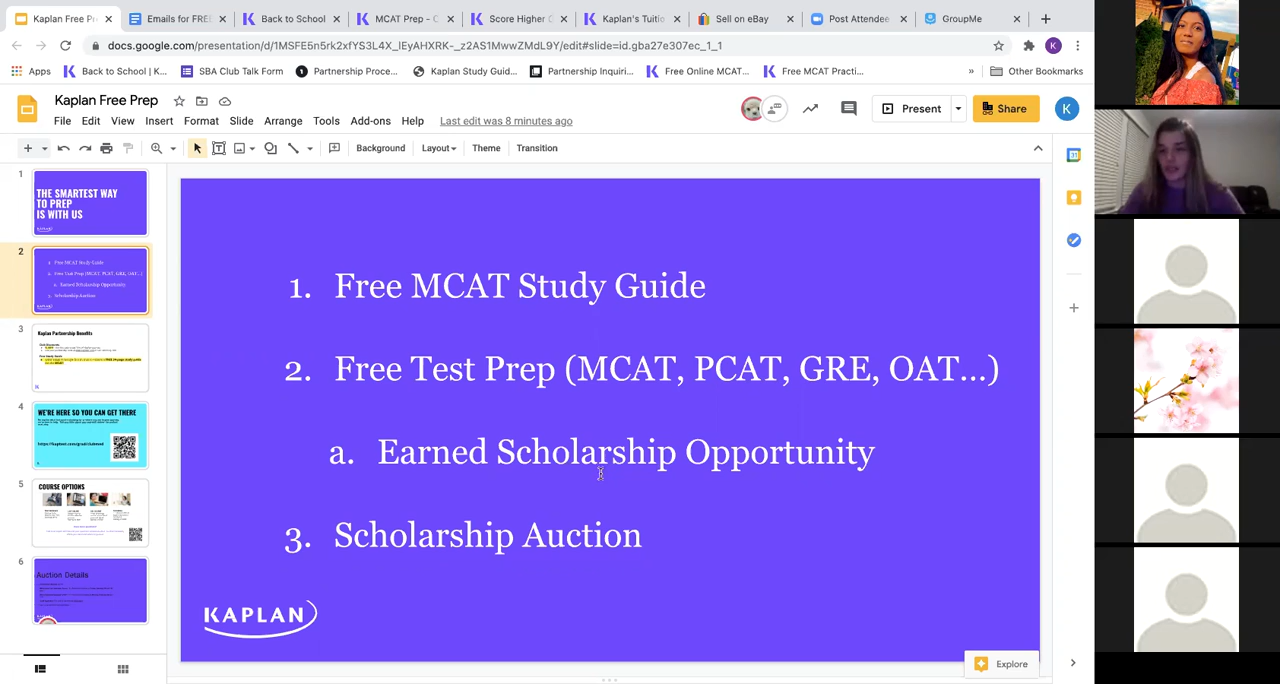 Kaplan Free P
Emails for FRE
Back to School
MCAT Prep - C
Score Higher C
Kaplan's Tuitio
Sell on eBay
Post Attendee
GroupMe
docs.google.com/presentation/d/1MSFE5n5rk2xfYS3L4X_lEyAHXRK-_z2AS1MwwZMdL9Y/edit#slide=id.gba27e307ec_1_1
K
Apps
Back to School | K...
SBA Club Talk Form
Partnership Proce...
Kaplan Study Guid...
Partnership Inquiri...
Free Online MCAT...
Free MCAT Practi...
»
Other Bookmarks
Kaplan Free Prep
File Edit View Insert Format Slide Arrange Tools Add-ons Help Last edit was 8 minutes ago
Present
Share
K
Background
Layout
Theme
Transition
1
THE SMARTEST WAY
TO PREP
IS WITH US
2
Free MCAT Study Guide
Free Test Prep (MCAT, PCAT, GRE, OAT...)
a. Earned Scholarship Opportunity
Scholarship Auction
3
Kaplan Partnership Benefits
4
WE'RE HERE SO YOU CAN GET THERE
5
COURSE OPTIONS
6
Auction Details
1. Free MCAT Study Guide
2. Free Test Prep (MCAT, PCAT, GRE, OAT...)
a. Earned Scholarship Opportunity
3. Scholarship Auction
KAPLAN
Explore